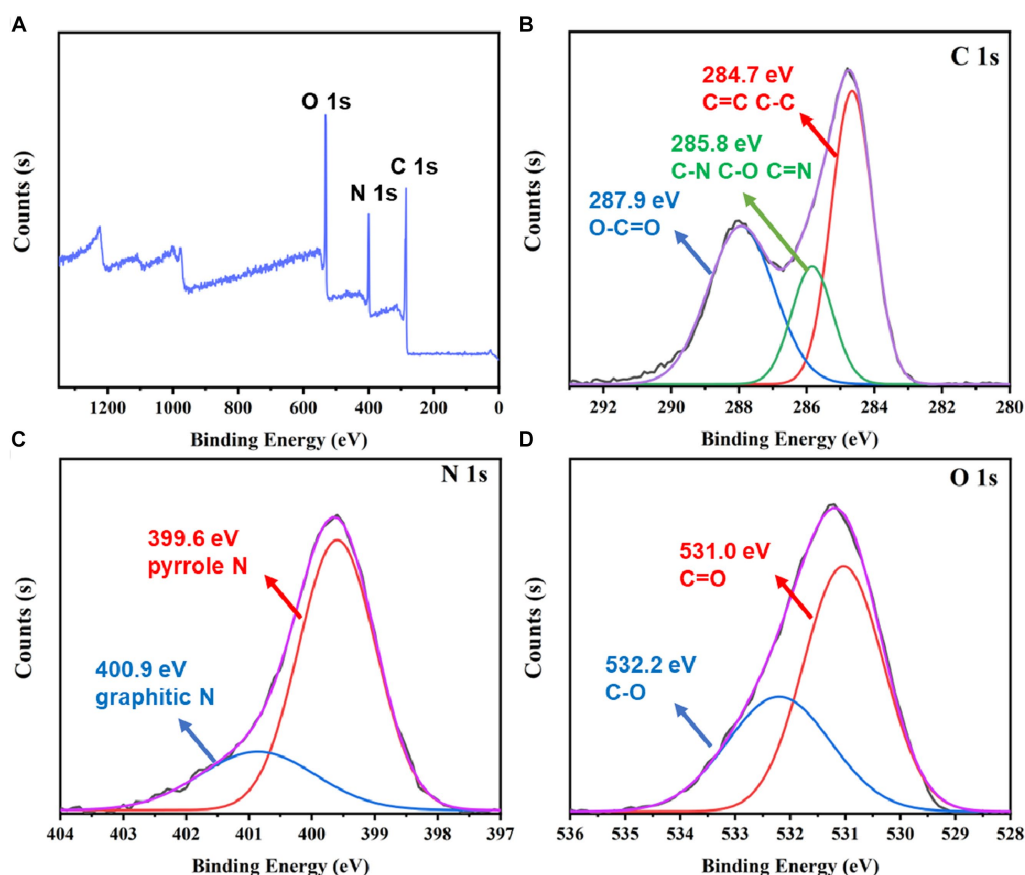 A
O 1s
N 1s
C 1s
Counts (s)
1200
1000
800
600
400
200
0
Binding Energy (eV)
B
C 1s
284.7 eV
C=C C-C
285.8 eV
C-N C-O C=N
287.9 eV
O-C=O
Counts (s)
292
290
288
286
284
282
280
Binding Energy (eV)
C
N 1s
399.6 eV
pyrrole N
400.9 eV
graphitic N
Counts (s)
404
403
402
401
400
399
398
397
Binding Energy (eV)
D
O 1s
531.0 eV
C=O
532.2 eV
C-O
Counts (s)
536
535
534
533
532
531
530
529
528
Binding Energy (eV)